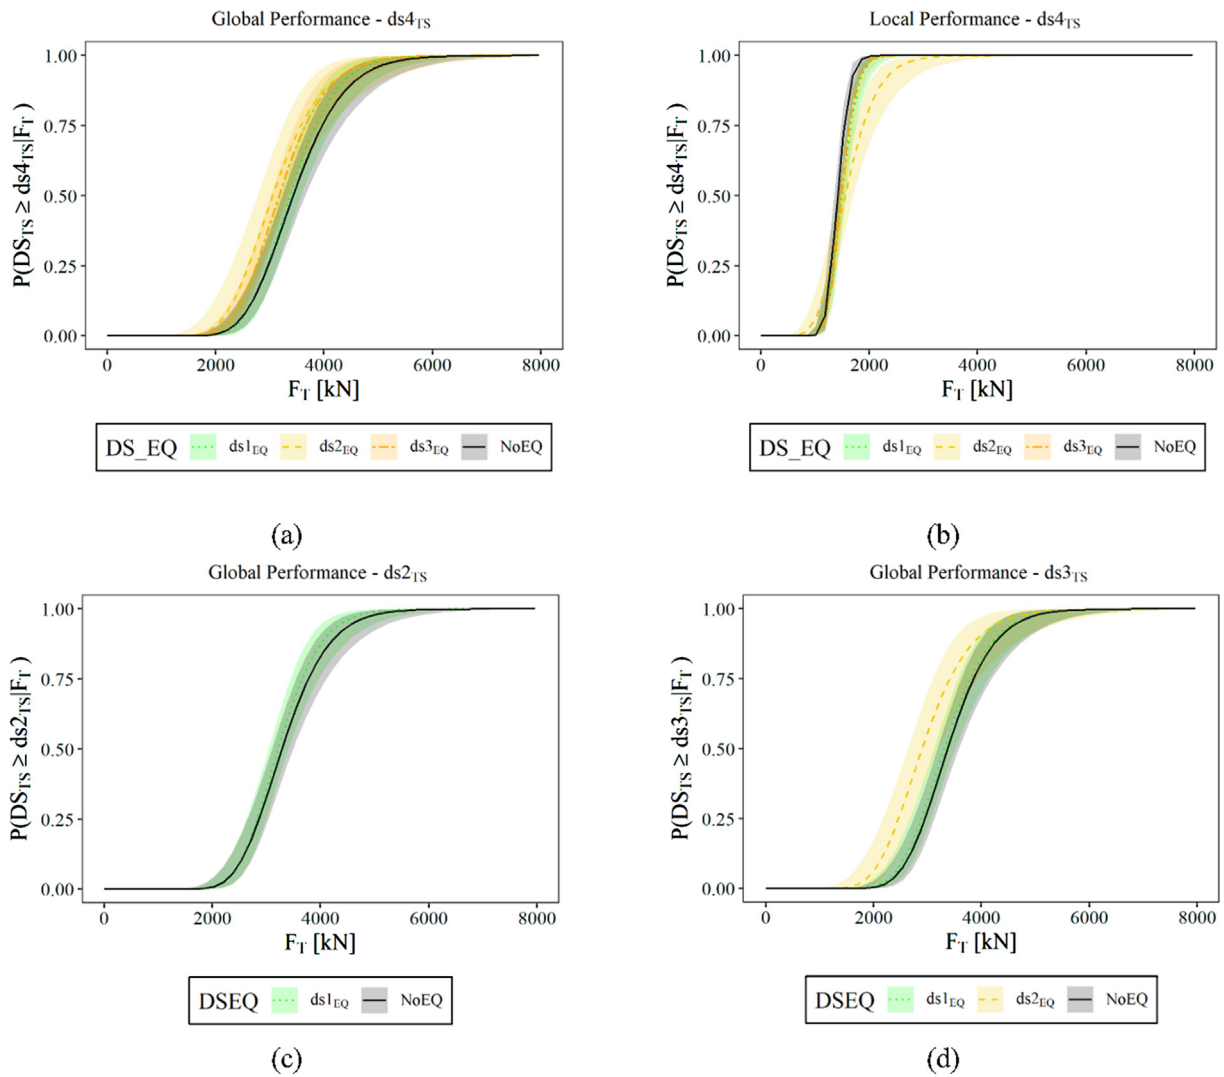 Global Performance - ds4TS
P(DSTS ≥ ds4TS|FT )
1.00
0.75
0.50
0.25
0.00
0 2000 4000 6000 8000
FT [kN]
DS_EQ ds1EQ ds2EQ ds3EQ NoEQ
(a)
Local Performance - ds4TS
P(DSTS ≥ ds4TS|FT )
1.00
0.75
0.50
0.25
0.00
0 2000 4000 6000 8000
FT [kN]
DS_EQ ds1EQ ds2EQ ds3EQ NoEQ
(b)
Global Performance - ds2TS
P(DSTS ≥ ds2TS|FT )
1.00
0.75
0.50
0.25
0.00
0 2000 4000 6000 8000
FT [kN]
DSEQ ds1EQ NoEQ
(c)
Global Performance - ds3TS
P(DSTS ≥ ds3TS|FT )
1.00
0.75
0.50
0.25
0.00
0 2000 4000 6000 8000
FT [kN]
DSEQ ds1EQ ds2EQ NoEQ
(d)